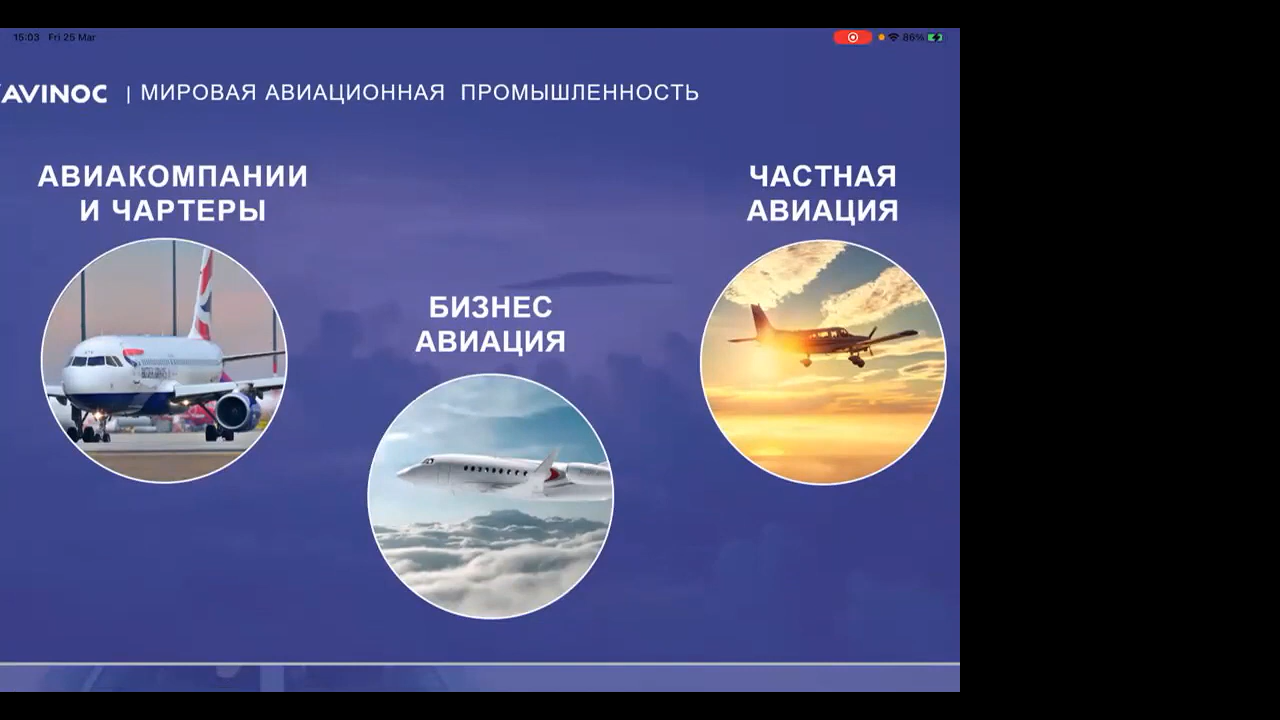 15:03 Fri 25 Mar
86%
AVINOC | МИРОВАЯ АВИАЦИОННАЯ ПРОМЫШЛЕННОСТЬ
АВИАКОМПАНИИ
И ЧАРТЕРЫ
ЧАСТНАЯ
АВИАЦИЯ
БИЗНЕС
АВИАЦИЯ